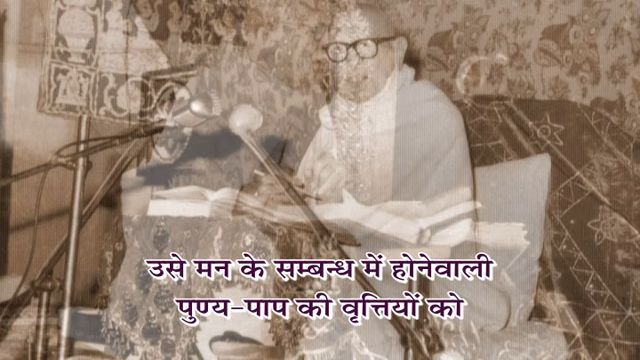 उसे मन के सम्बन्ध में होनेवाली
पुण्य-पाप की वृत्तियों को